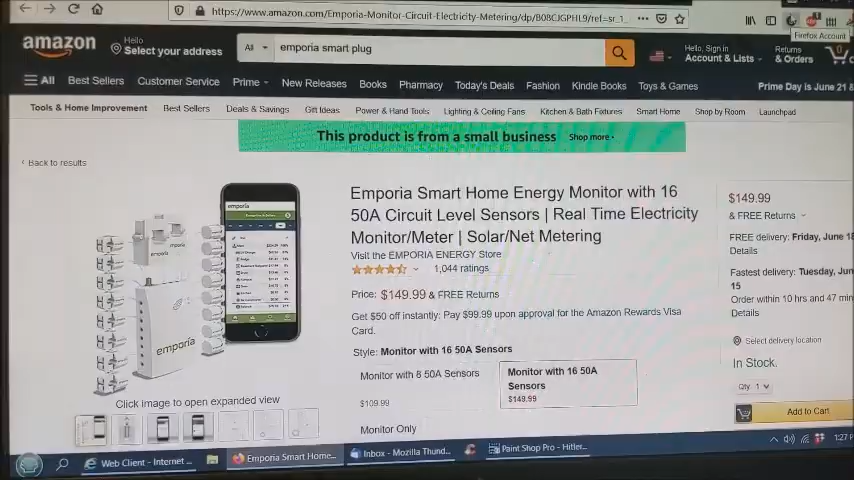 https://www.amazon.com/Emporia-Monitor-Circuit-Electricity-Metering/dp/B08CJGPHL9/ref=sr_1_
Firefox Account
amazon
Hello
Select your address
All
emporia smart plug
Hello, Sign in
Account & Lists
Returns
& Orders
0
All
Best Sellers
Customer Service
Prime
New Releases
Books
Pharmacy
Today's Deals
Fashion
Kindle Books
Toys & Games
Prime Day is June 21 &
Tools & Home Improvement
Best Sellers
Deals & Savings
Gift Ideas
Power & Hand Tools
Lighting & Ceiling Fans
Kitchen & Bath Fixtures
Smart Home
Shop by Room
Launchpad
This product is from a small business Shop more ›
‹ Back to results
emporia
emporia
emporia
Emporia Smart Home Energy Monitor with 16
50A Circuit Level Sensors | Real Time Electricity
Monitor/Meter | Solar/Net Metering
Visit the EMPORIA ENERGY Store
1,044 ratings
Price: $149.99 & FREE Returns
Get $50 off instantly: Pay $99.99 upon approval for the Amazon Rewards Visa
Card.
Style: Monitor with 16 50A Sensors
Monitor with 8 50A Sensors
$109.99
Monitor with 16 50A
Sensors
$149.99
Monitor Only
Click image to open expanded view
$149.99
& FREE Returns
FREE delivery: Friday, June 18
Details
Fastest delivery: Tuesday, June
15
Order within 10 hrs and 47 min
Details
Select delivery location
In Stock.
Qty: 1
Add to Cart
Web Client - Internet ...
Emporia Smart Home...
Inbox - Mozilla Thund...
Paint Shop Pro - Hitler...
1:27 P